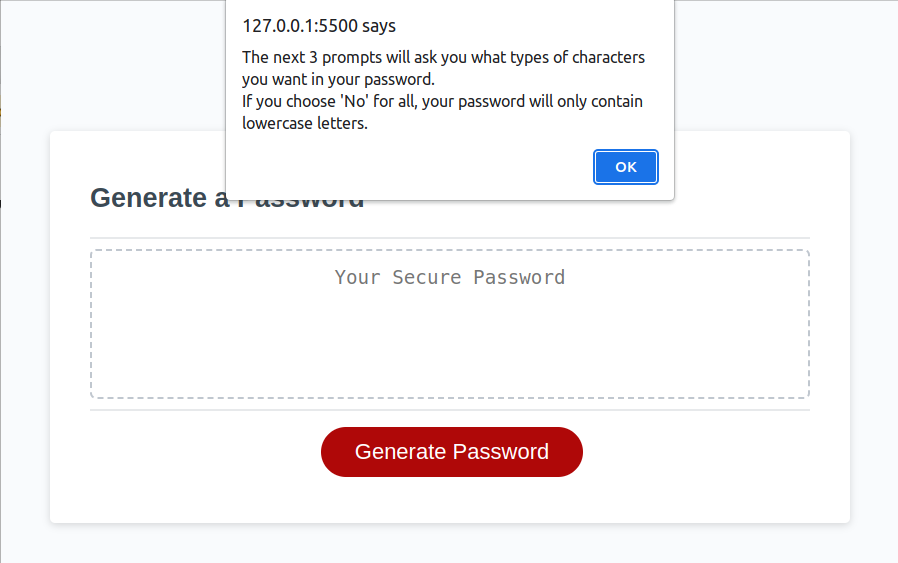 127.0.0.1:5500 says
The next 3 prompts will ask you what types of characters
you want in your password.
If you choose 'No' for all, your password will only contain
lowercase letters.
OK
Generate a Password
Your Secure Password
Generate Password